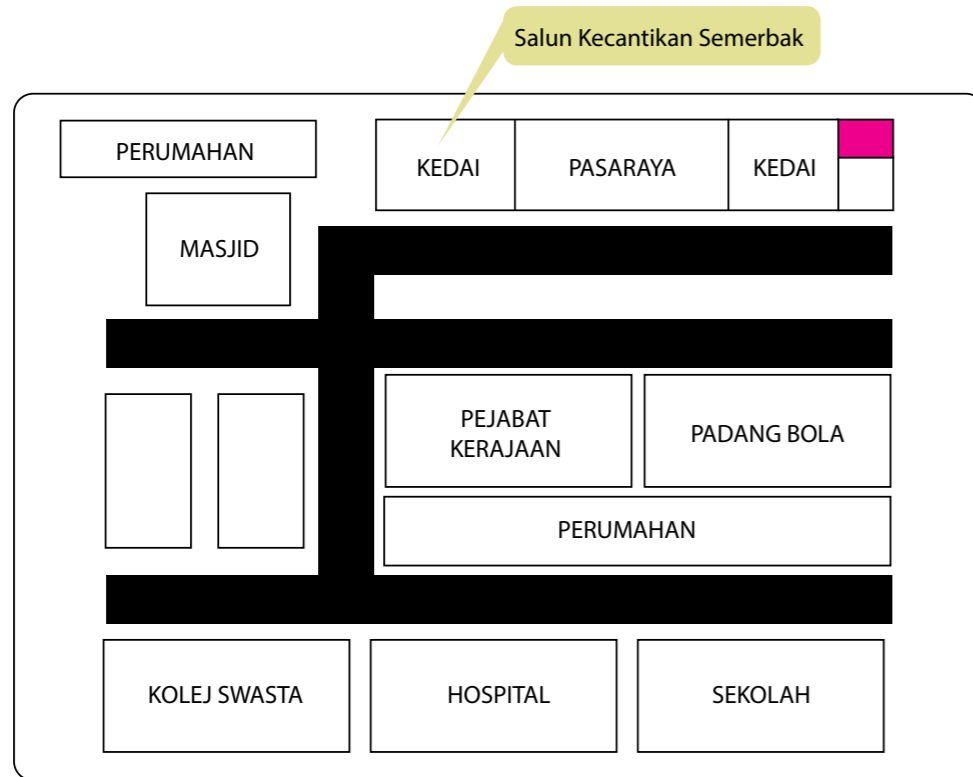 Salun Kecantikan Semerbak
PERUMAHAN
KEDAI
PASARAYA
KEDAI
MASJID
PEJABAT
KERAJAAN
PADANG BOLA
PERUMAHAN
KOLEJ SWASTA
HOSPITAL
SEKOLAH